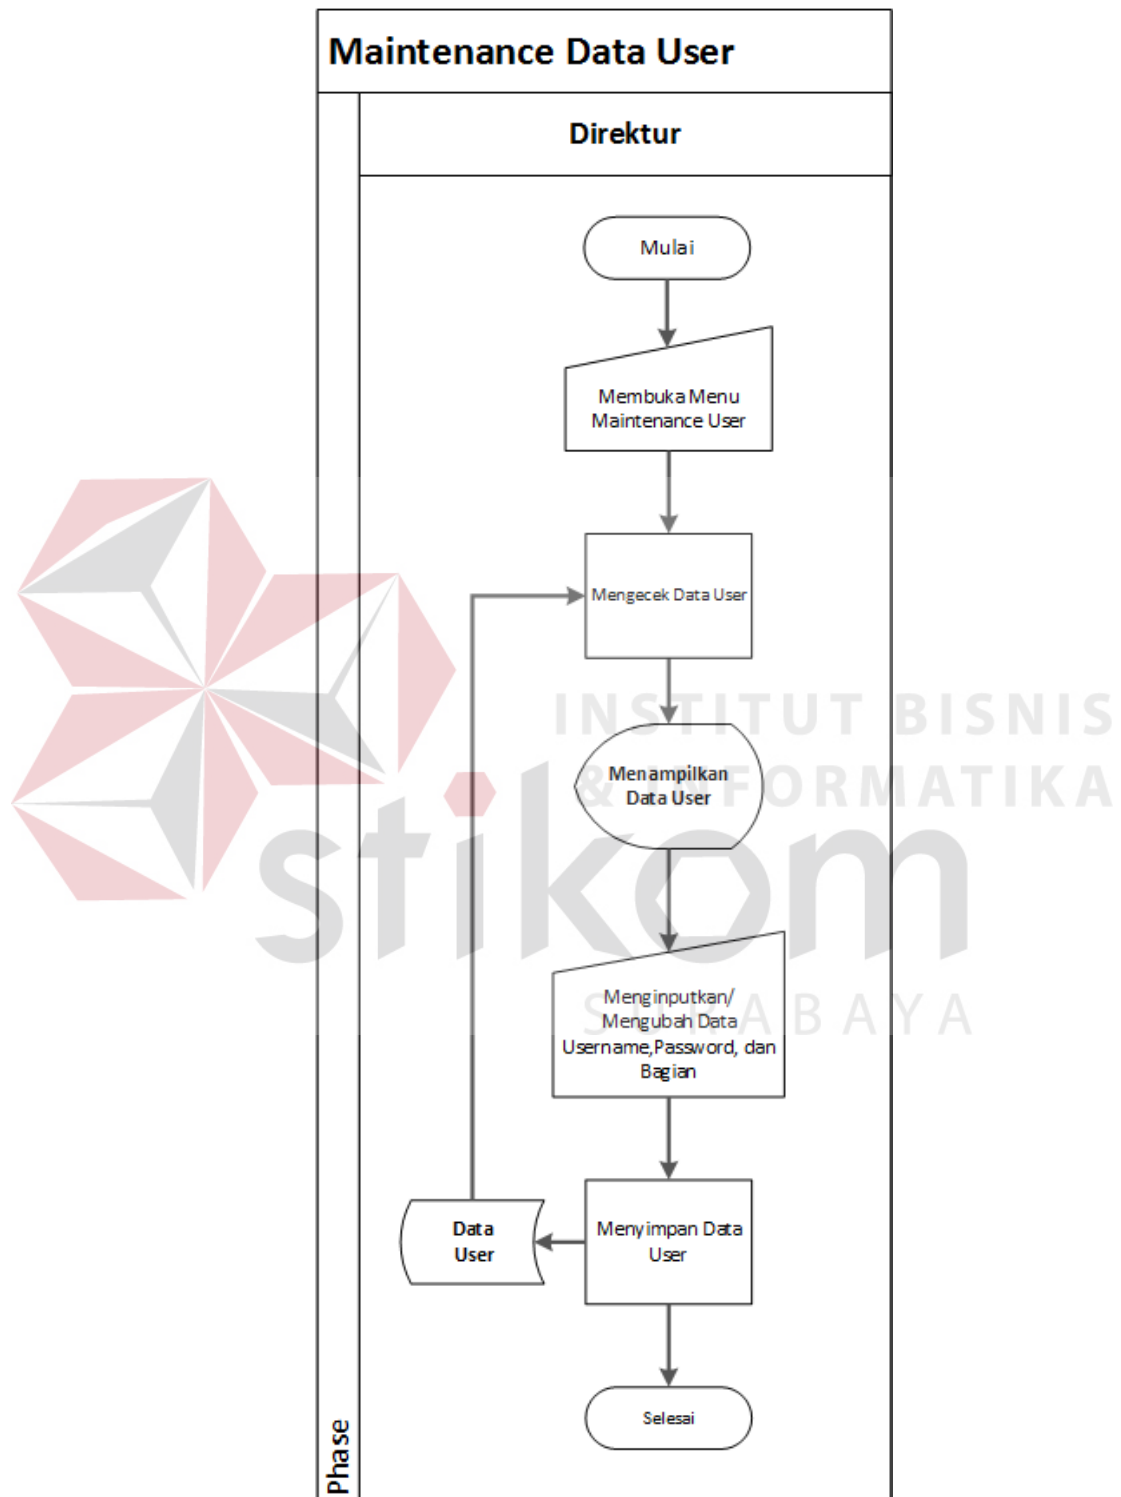 Maintenance Data User
Direktur
Mulai
Membuka Menu
Maintenance User
Mengecek Data User
INSTITUT BISNIS
& INFORMATIKA
Menampilkan
Data User
stikom
SURABAYA
Menginputkan/
Mengubah Data
Username,Password, dan
Bagian
Menyimpan Data
User
Data
User
Selesai
Phase